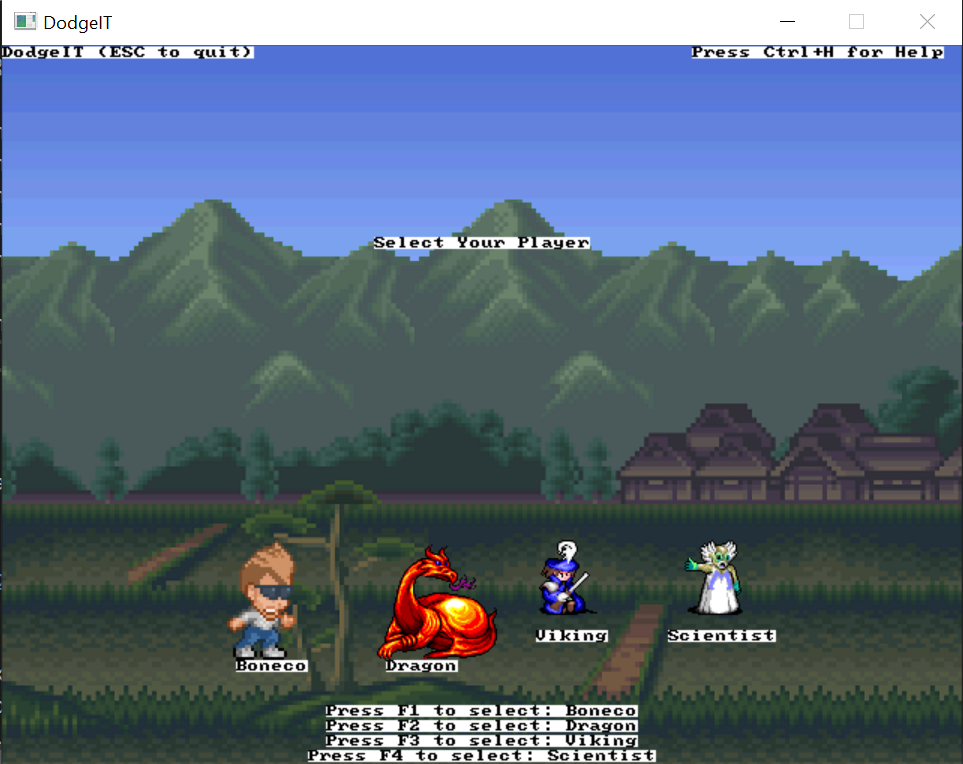 DodgeIT
DodgeIT (ESC to quit)
Press Ctrl+H for Help
Select Your Player
Viking
Scientist
Boneco
Dragon
Press F1 to select: Boneco
Press F2 to select: Dragon
Press F3 to select: Viking
Press F4 to select: Scientist